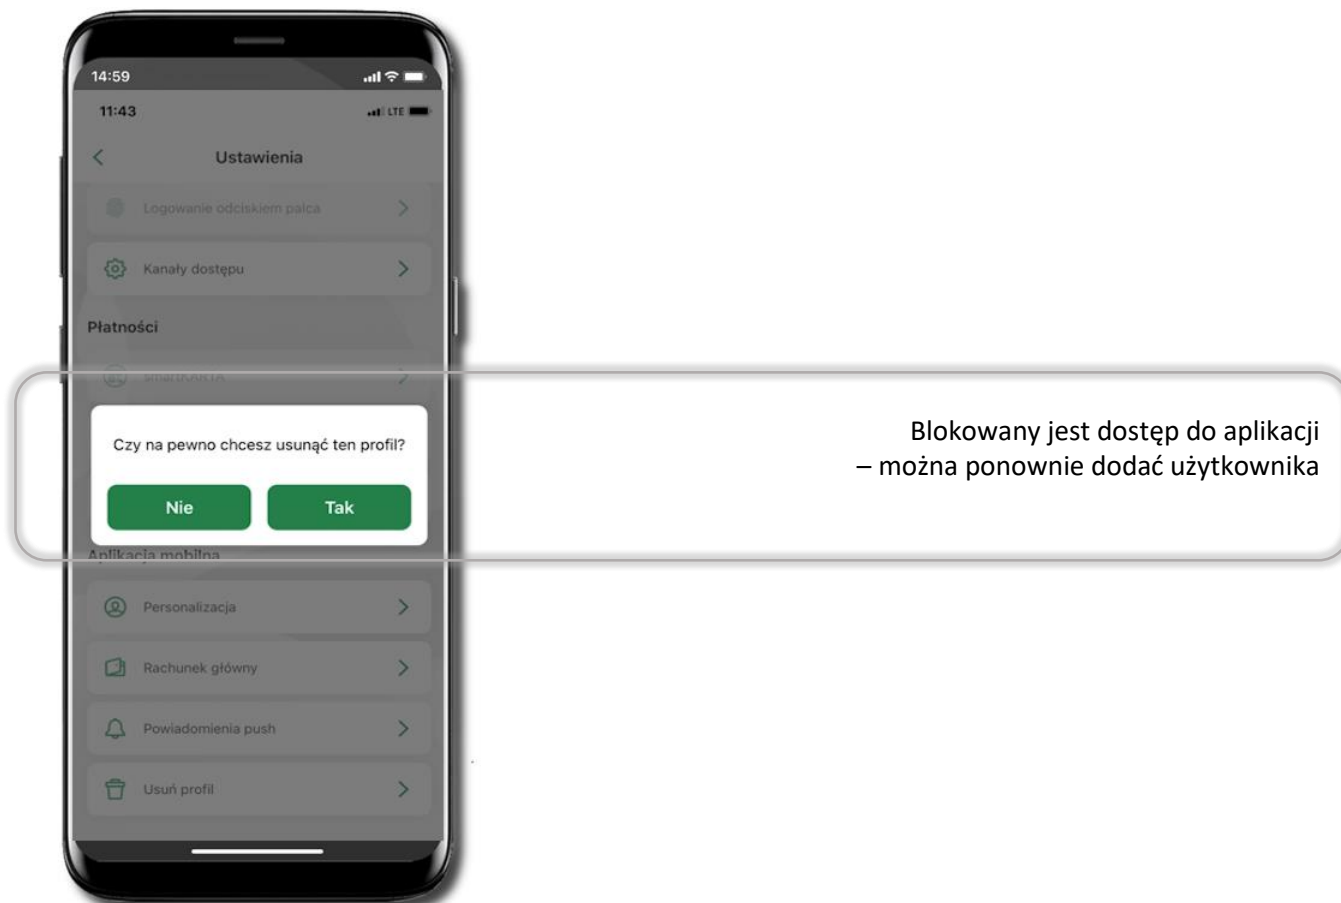 14:59
11:43 LTE
Ustawienia
Logowanie odciskiem palca
Kanały dostępu
Płatności
smartKARTA
Czy na pewno chcesz usunąć ten profil?
Nie Tak
Blokowany jest dostęp do aplikacji
– można ponownie dodać użytkownika
Aplikacja mobilna
Personalizacja
Rachunek główny
Powiadomienia push
Usuń profil